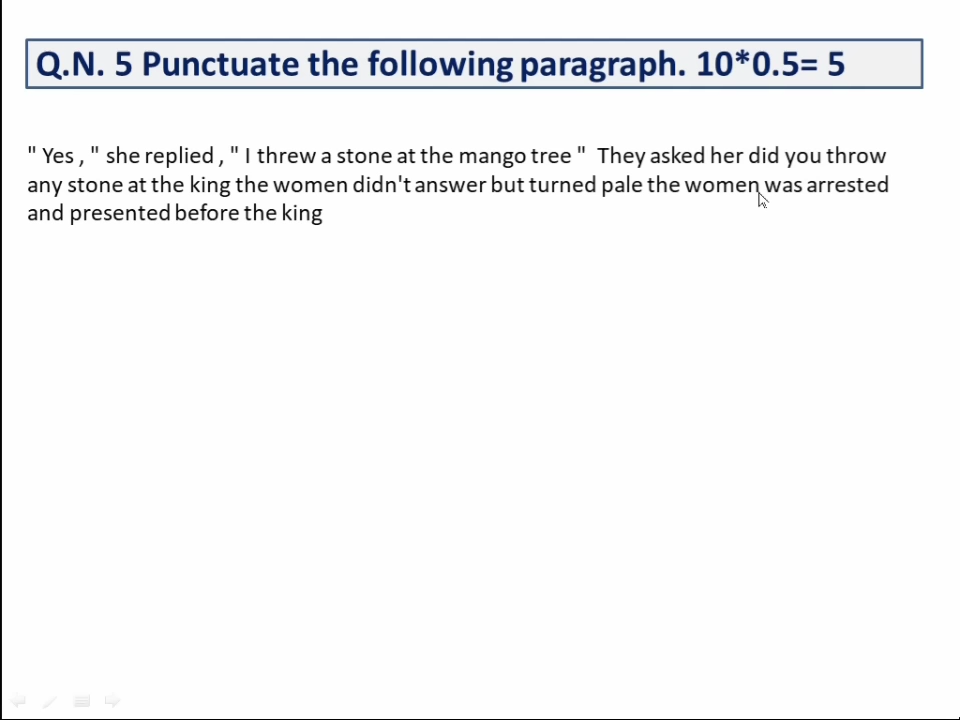 Q.N. 5 Punctuate the following paragraph. 10*0.5= 5
" Yes , " she replied , " I threw a stone at the mango tree " They asked her did you throw
any stone at the king the women didn't answer but turned pale the women was arrested
and presented before the king